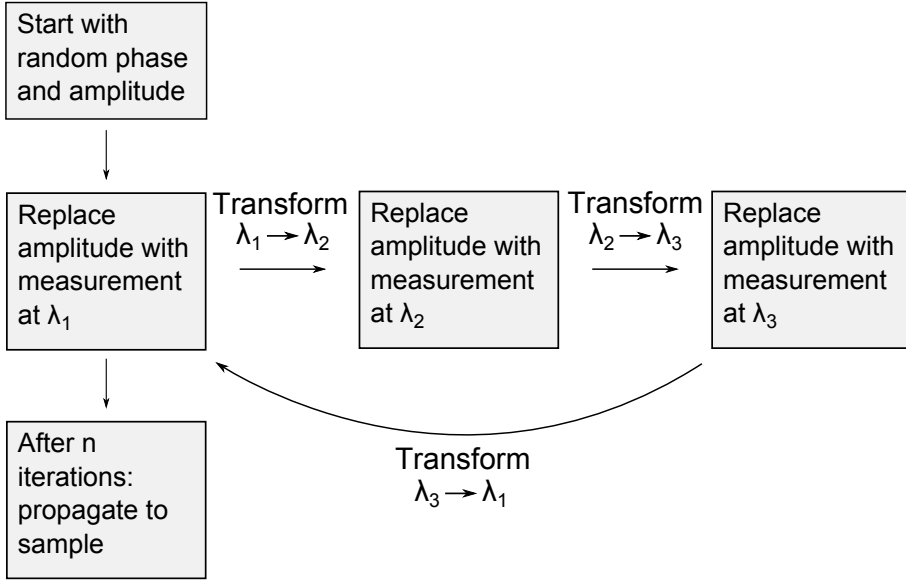 Start with
random phase
and amplitude
Replace
amplitude with
measurement
at λ₁
Transform
λ₁→λ₂
Replace
amplitude with
measurement
at λ₂
Transform
λ₂→λ₃
Replace
amplitude with
measurement
at λ₃
Transform
λ₃→λ₁
After n
iterations:
propagate to
sample